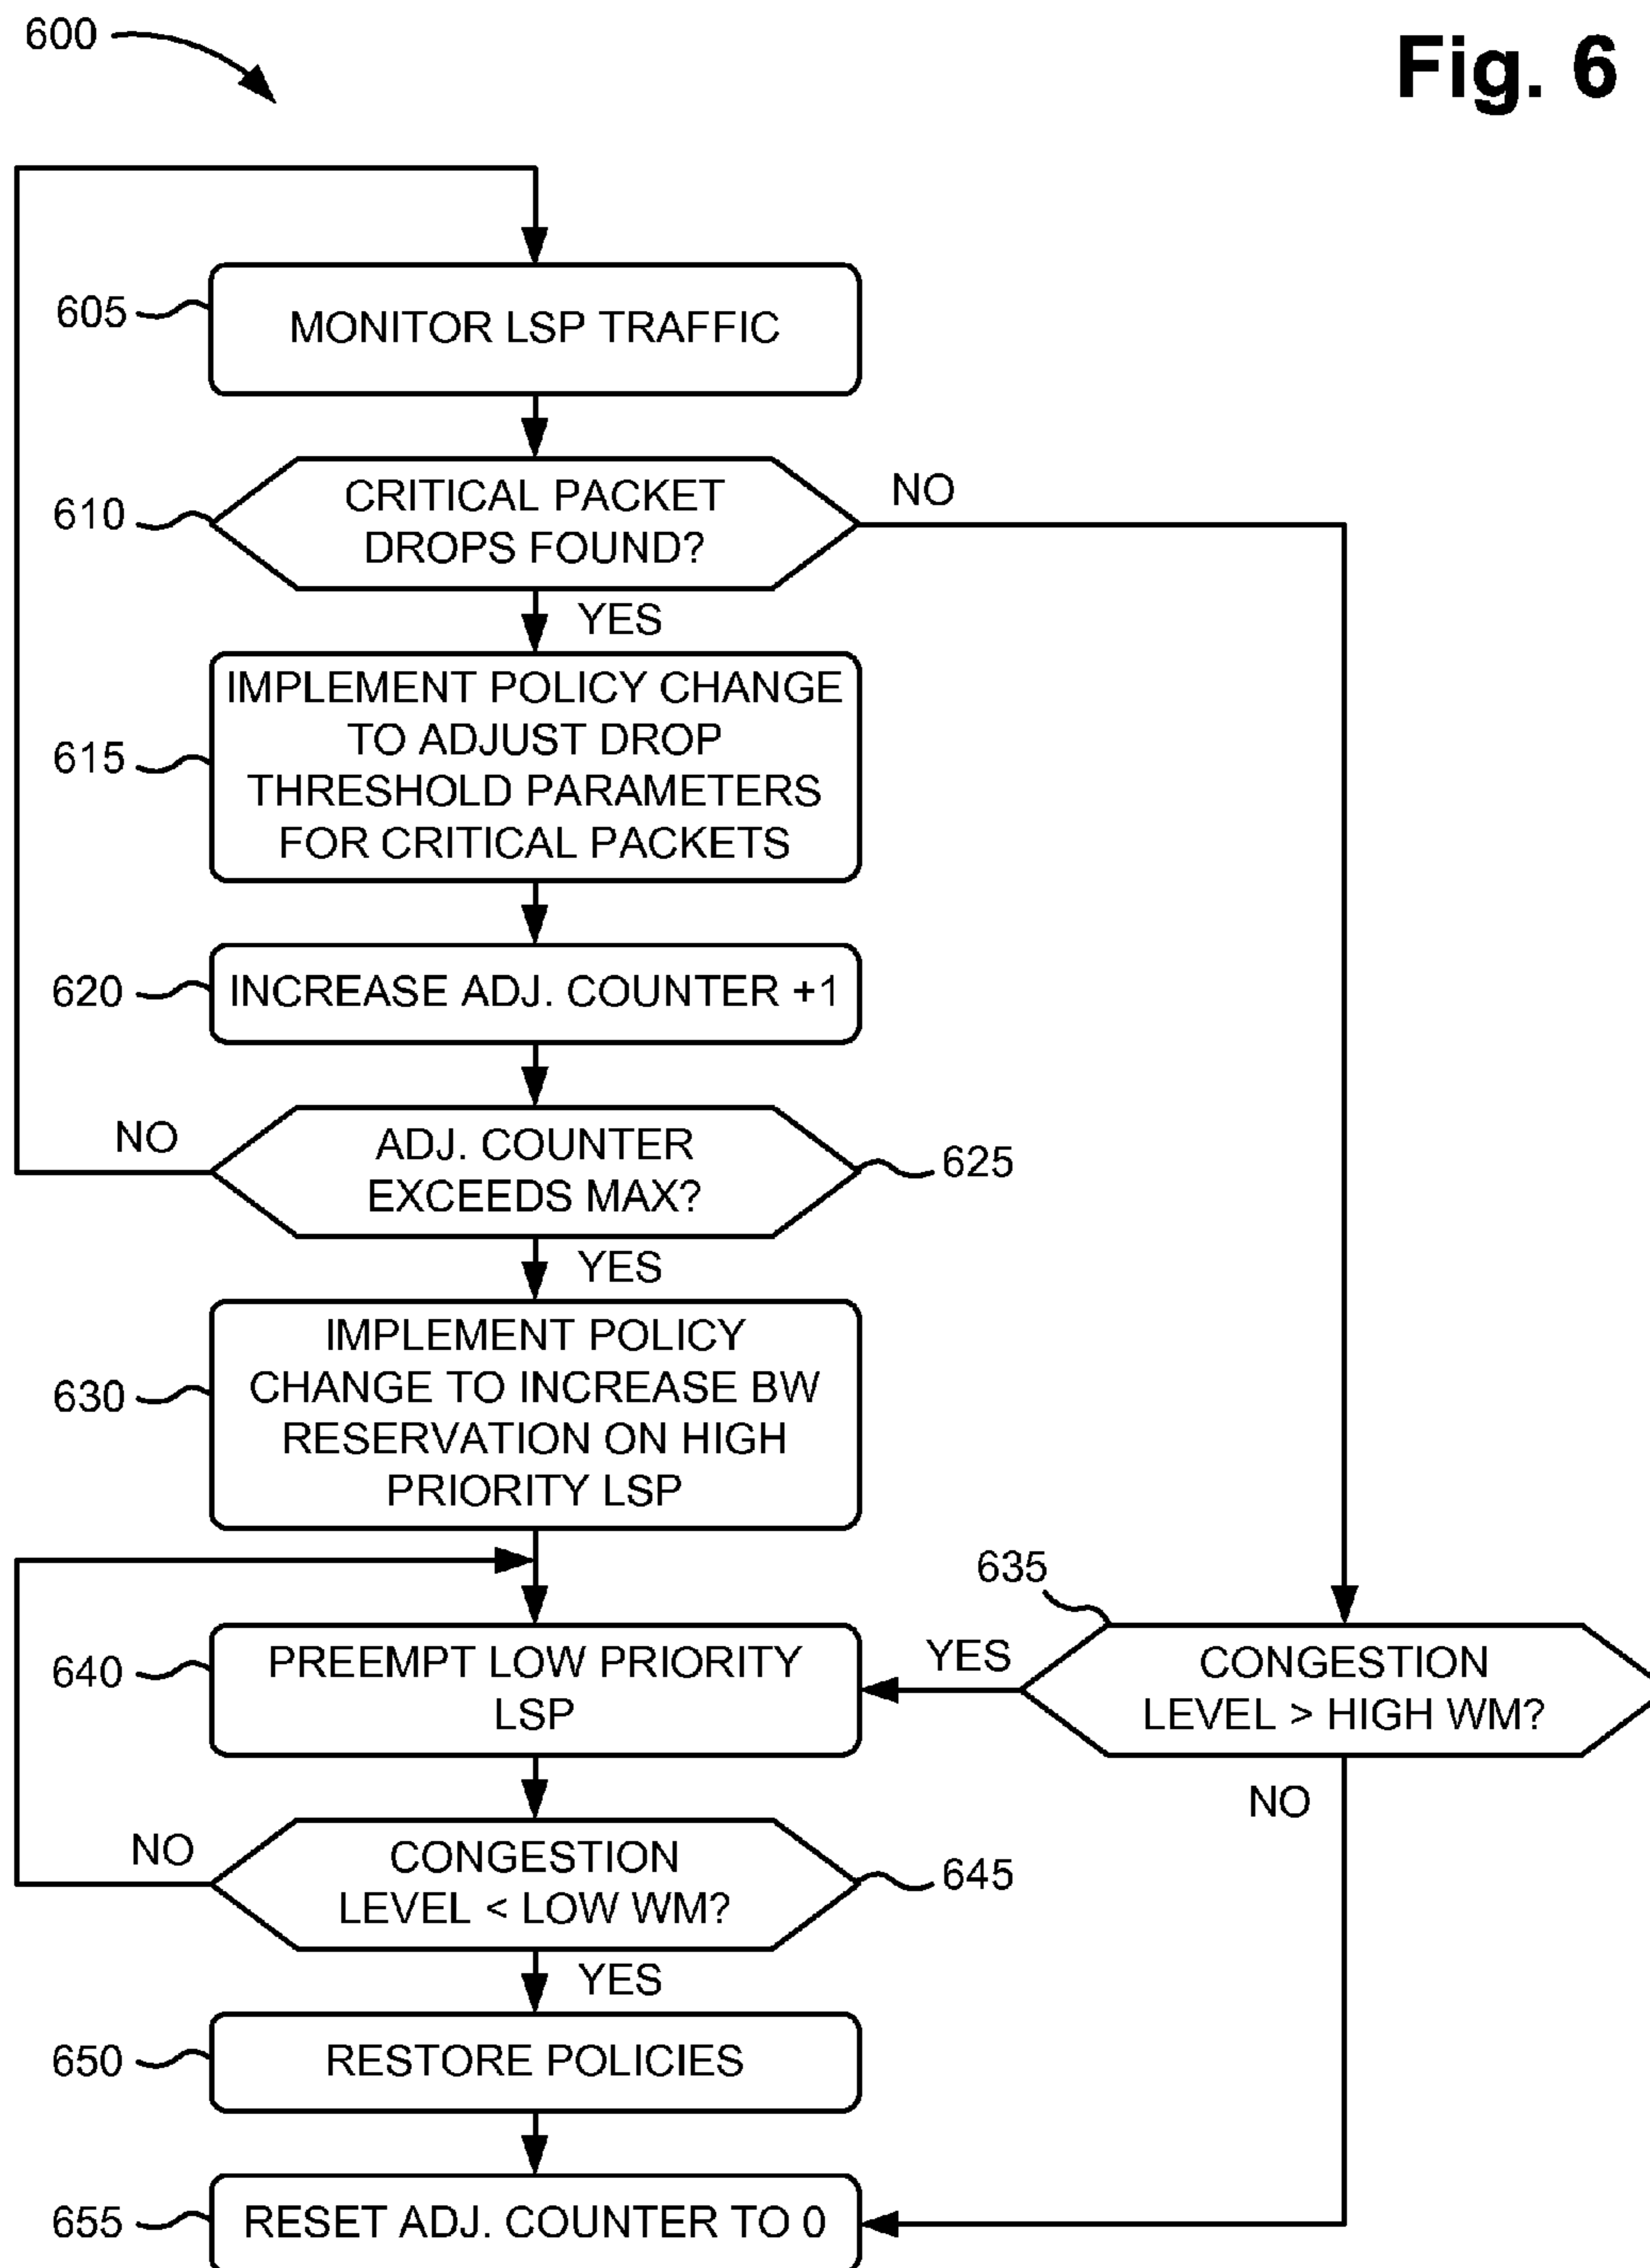 600
Fig. 6
605
MONITOR LSP TRAFFIC
610
CRITICAL PACKET
DROPS FOUND?
NO
YES
615
IMPLEMENT POLICY CHANGE
TO ADJUST DROP
THRESHOLD PARAMETERS
FOR CRITICAL PACKETS
620
INCREASE ADJ. COUNTER +1
NO
ADJ. COUNTER
EXCEEDS MAX?
625
YES
630
IMPLEMENT POLICY
CHANGE TO INCREASE BW
RESERVATION ON HIGH
PRIORITY LSP
635
640
PREEMPT LOW PRIORITY
LSP
YES
CONGESTION
LEVEL > HIGH WM?
NO
NO
CONGESTION
LEVEL < LOW WM?
645
YES
650
RESTORE POLICIES
655
RESET ADJ. COUNTER TO 0